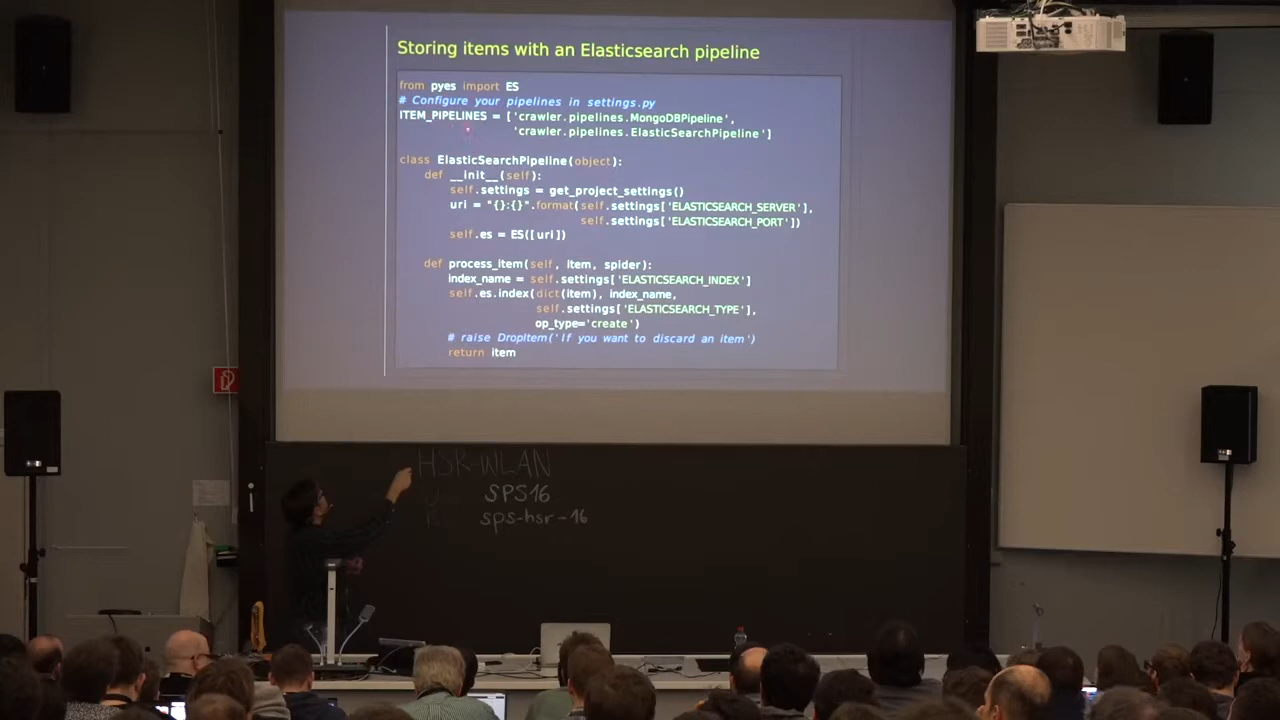 Storing items with an Elasticsearch pipeline
from pyes import ES
# Configure your pipelines in settings.py
ITEM_PIPELINES = ['crawler.pipelines.MongoDBPipeline',
'crawler.pipelines.ElasticSearchPipeline']
class ElasticSearchPipeline(object):
def __init__(self):
self.settings = get_project_settings()
uri = "{}:{}".format(self.settings['ELASTICSEARCH_SERVER'],
self.settings['ELASTICSEARCH_PORT'])
self.es = ES([uri])
def process_item(self, item, spider):
index_name = self.settings['ELASTICSEARCH_INDEX']
self.es.index(dict(item), index_name,
self.settings['ELASTICSEARCH_TYPE'],
op_type='create')
# raise DropItem('If you want to discard an item')
return item
HSR-WLAN
SPS16
sps-hsr-16